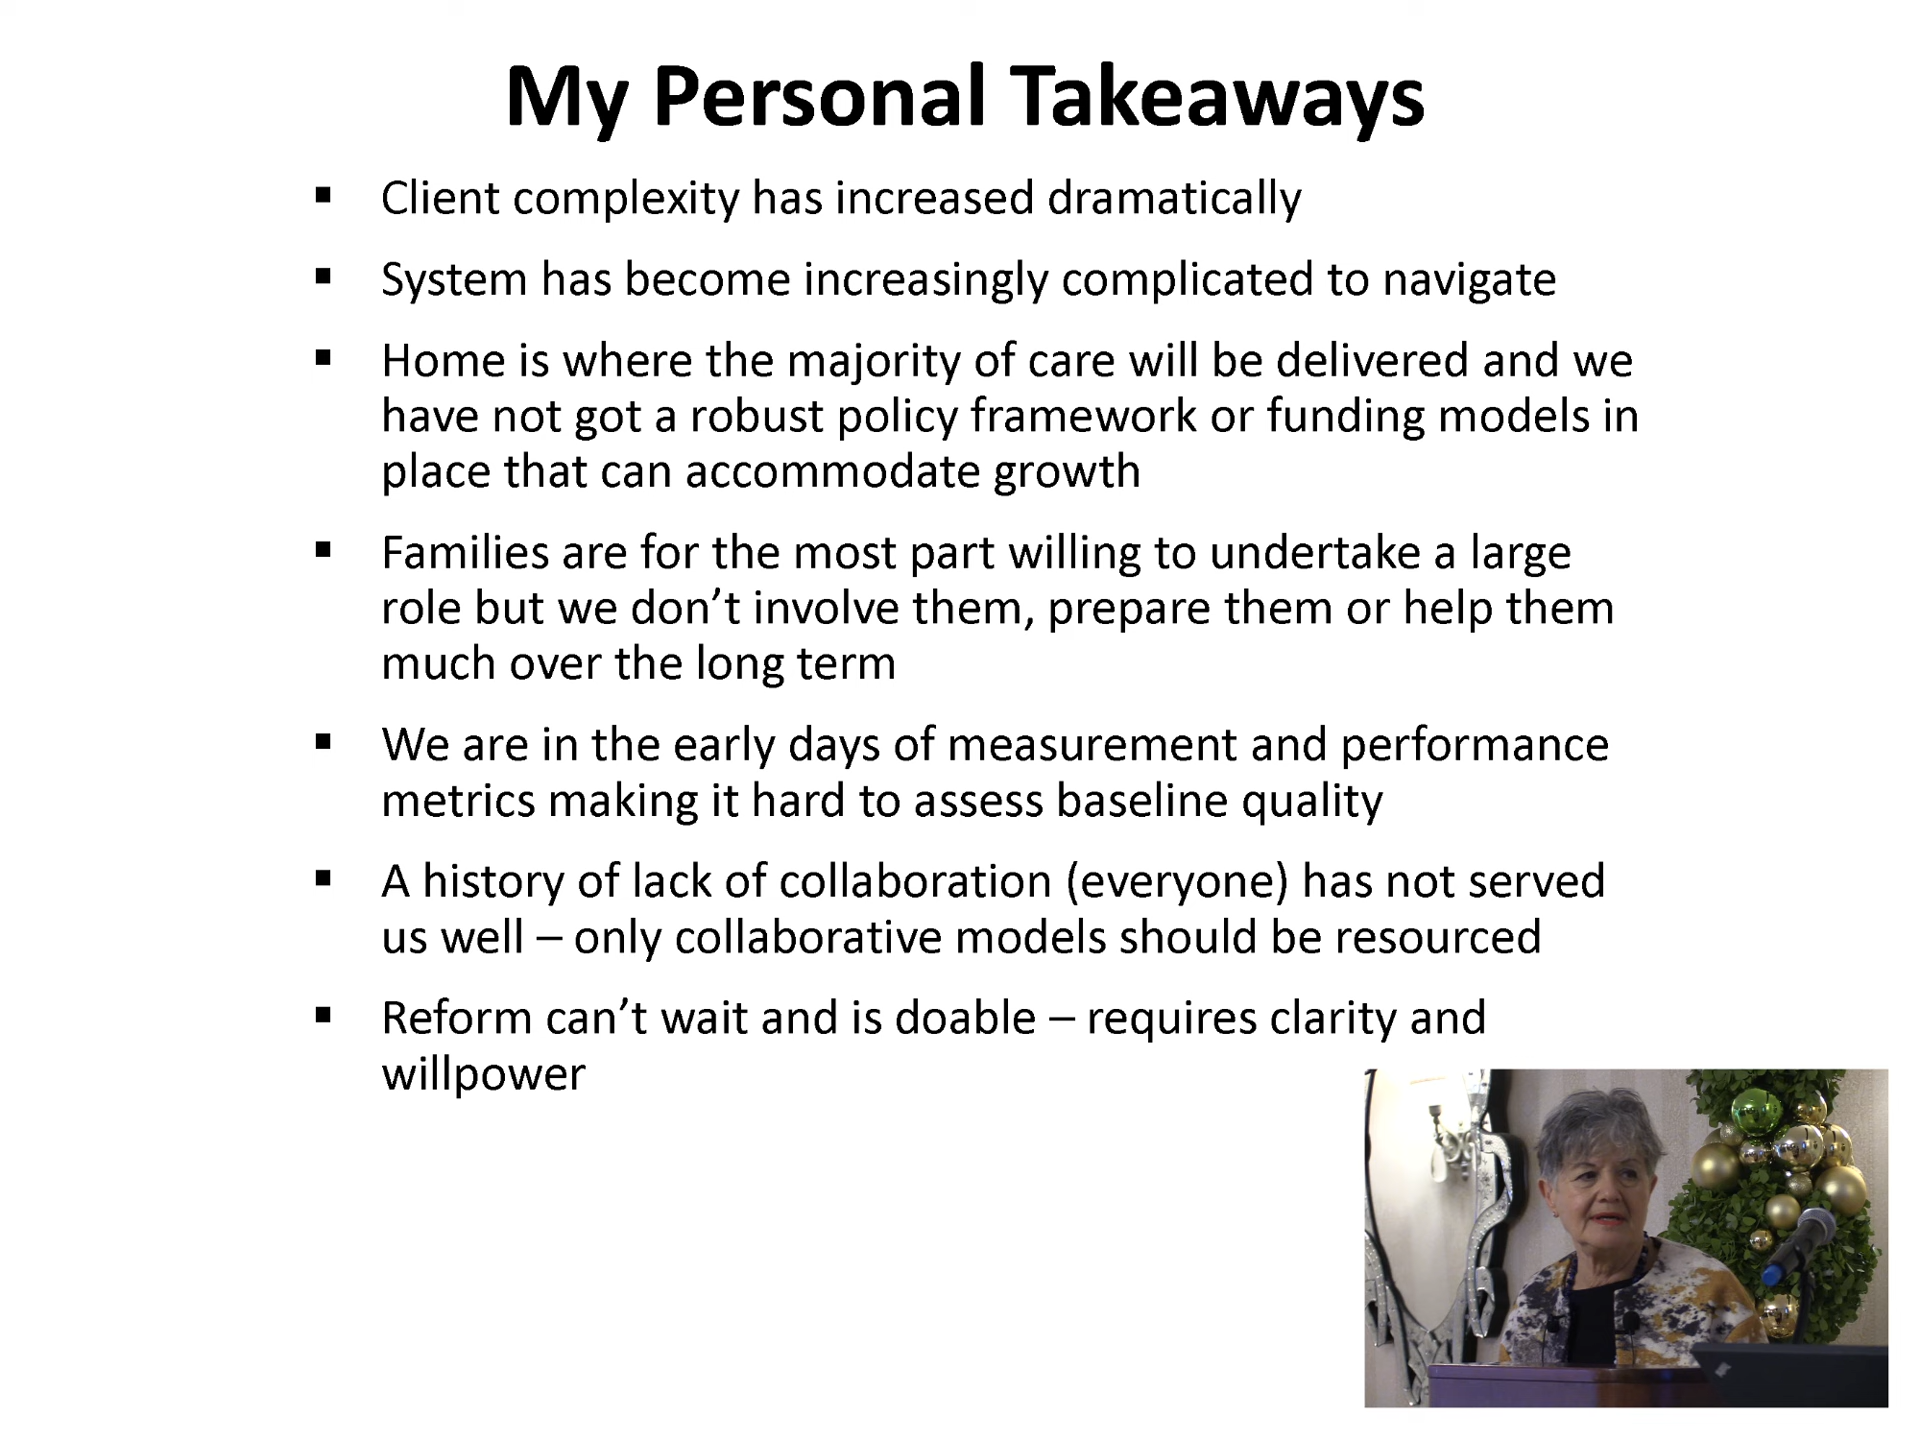 My Personal Takeaways
▪ Client complexity has increased dramatically
▪ System has become increasingly complicated to navigate
▪ Home is where the majority of care will be delivered and we
have not got a robust policy framework or funding models in
place that can accommodate growth
▪ Families are for the most part willing to undertake a large
role but we don’t involve them, prepare them or help them
much over the long term
▪ We are in the early days of measurement and performance
metrics making it hard to assess baseline quality
▪ A history of lack of collaboration (everyone) has not served
us well – only collaborative models should be resourced
▪ Reform can’t wait and is doable – requires clarity and
willpower